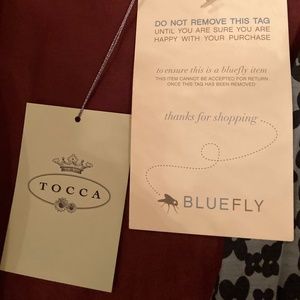 DO NOT REMOVE THIS TAG
UNTIL YOU ARE SURE YOU ARE
HAPPY WITH YOUR PURCHASE
to ensure this is a bluefly item
THIS ITEM CANNOT BE ACCEPTED FOR RETURN
ONCE THIS TAG HAS BEEN REMOVED
thanks for shopping
BLUEFLY
TOCCA